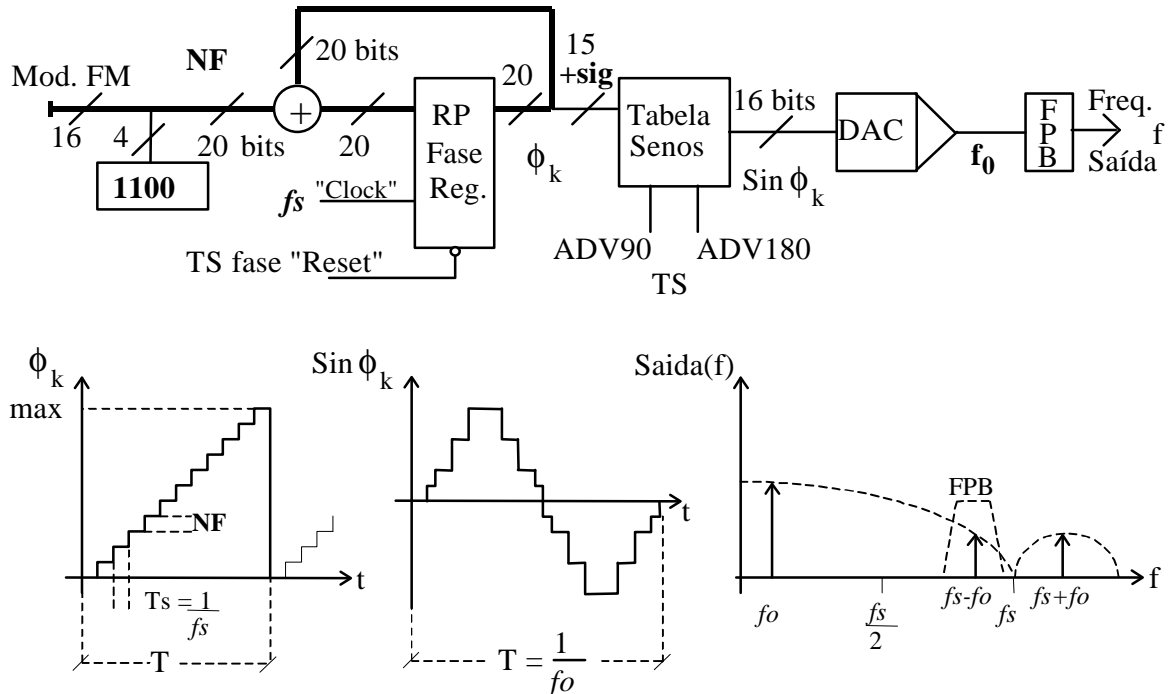 Mod. FM
16
4
1100
NF
20 bits
20 bits
+
20
RP
Fase
Reg.
fs "Clock"
TS fase "Reset"
20
ϕk
15
+sig
Tabela
Senos
ADV90
ADV180
TS
16 bits
Sin ϕk
DAC
f0
F
P
B
Freq.
f
Saída
ϕk
max
NF
t
Ts = 1/fs
T
Sin ϕk
t
T = 1/fo
Saida(f)
FPB
f
fo
fs/2
fs-fo
fs
fs+fo